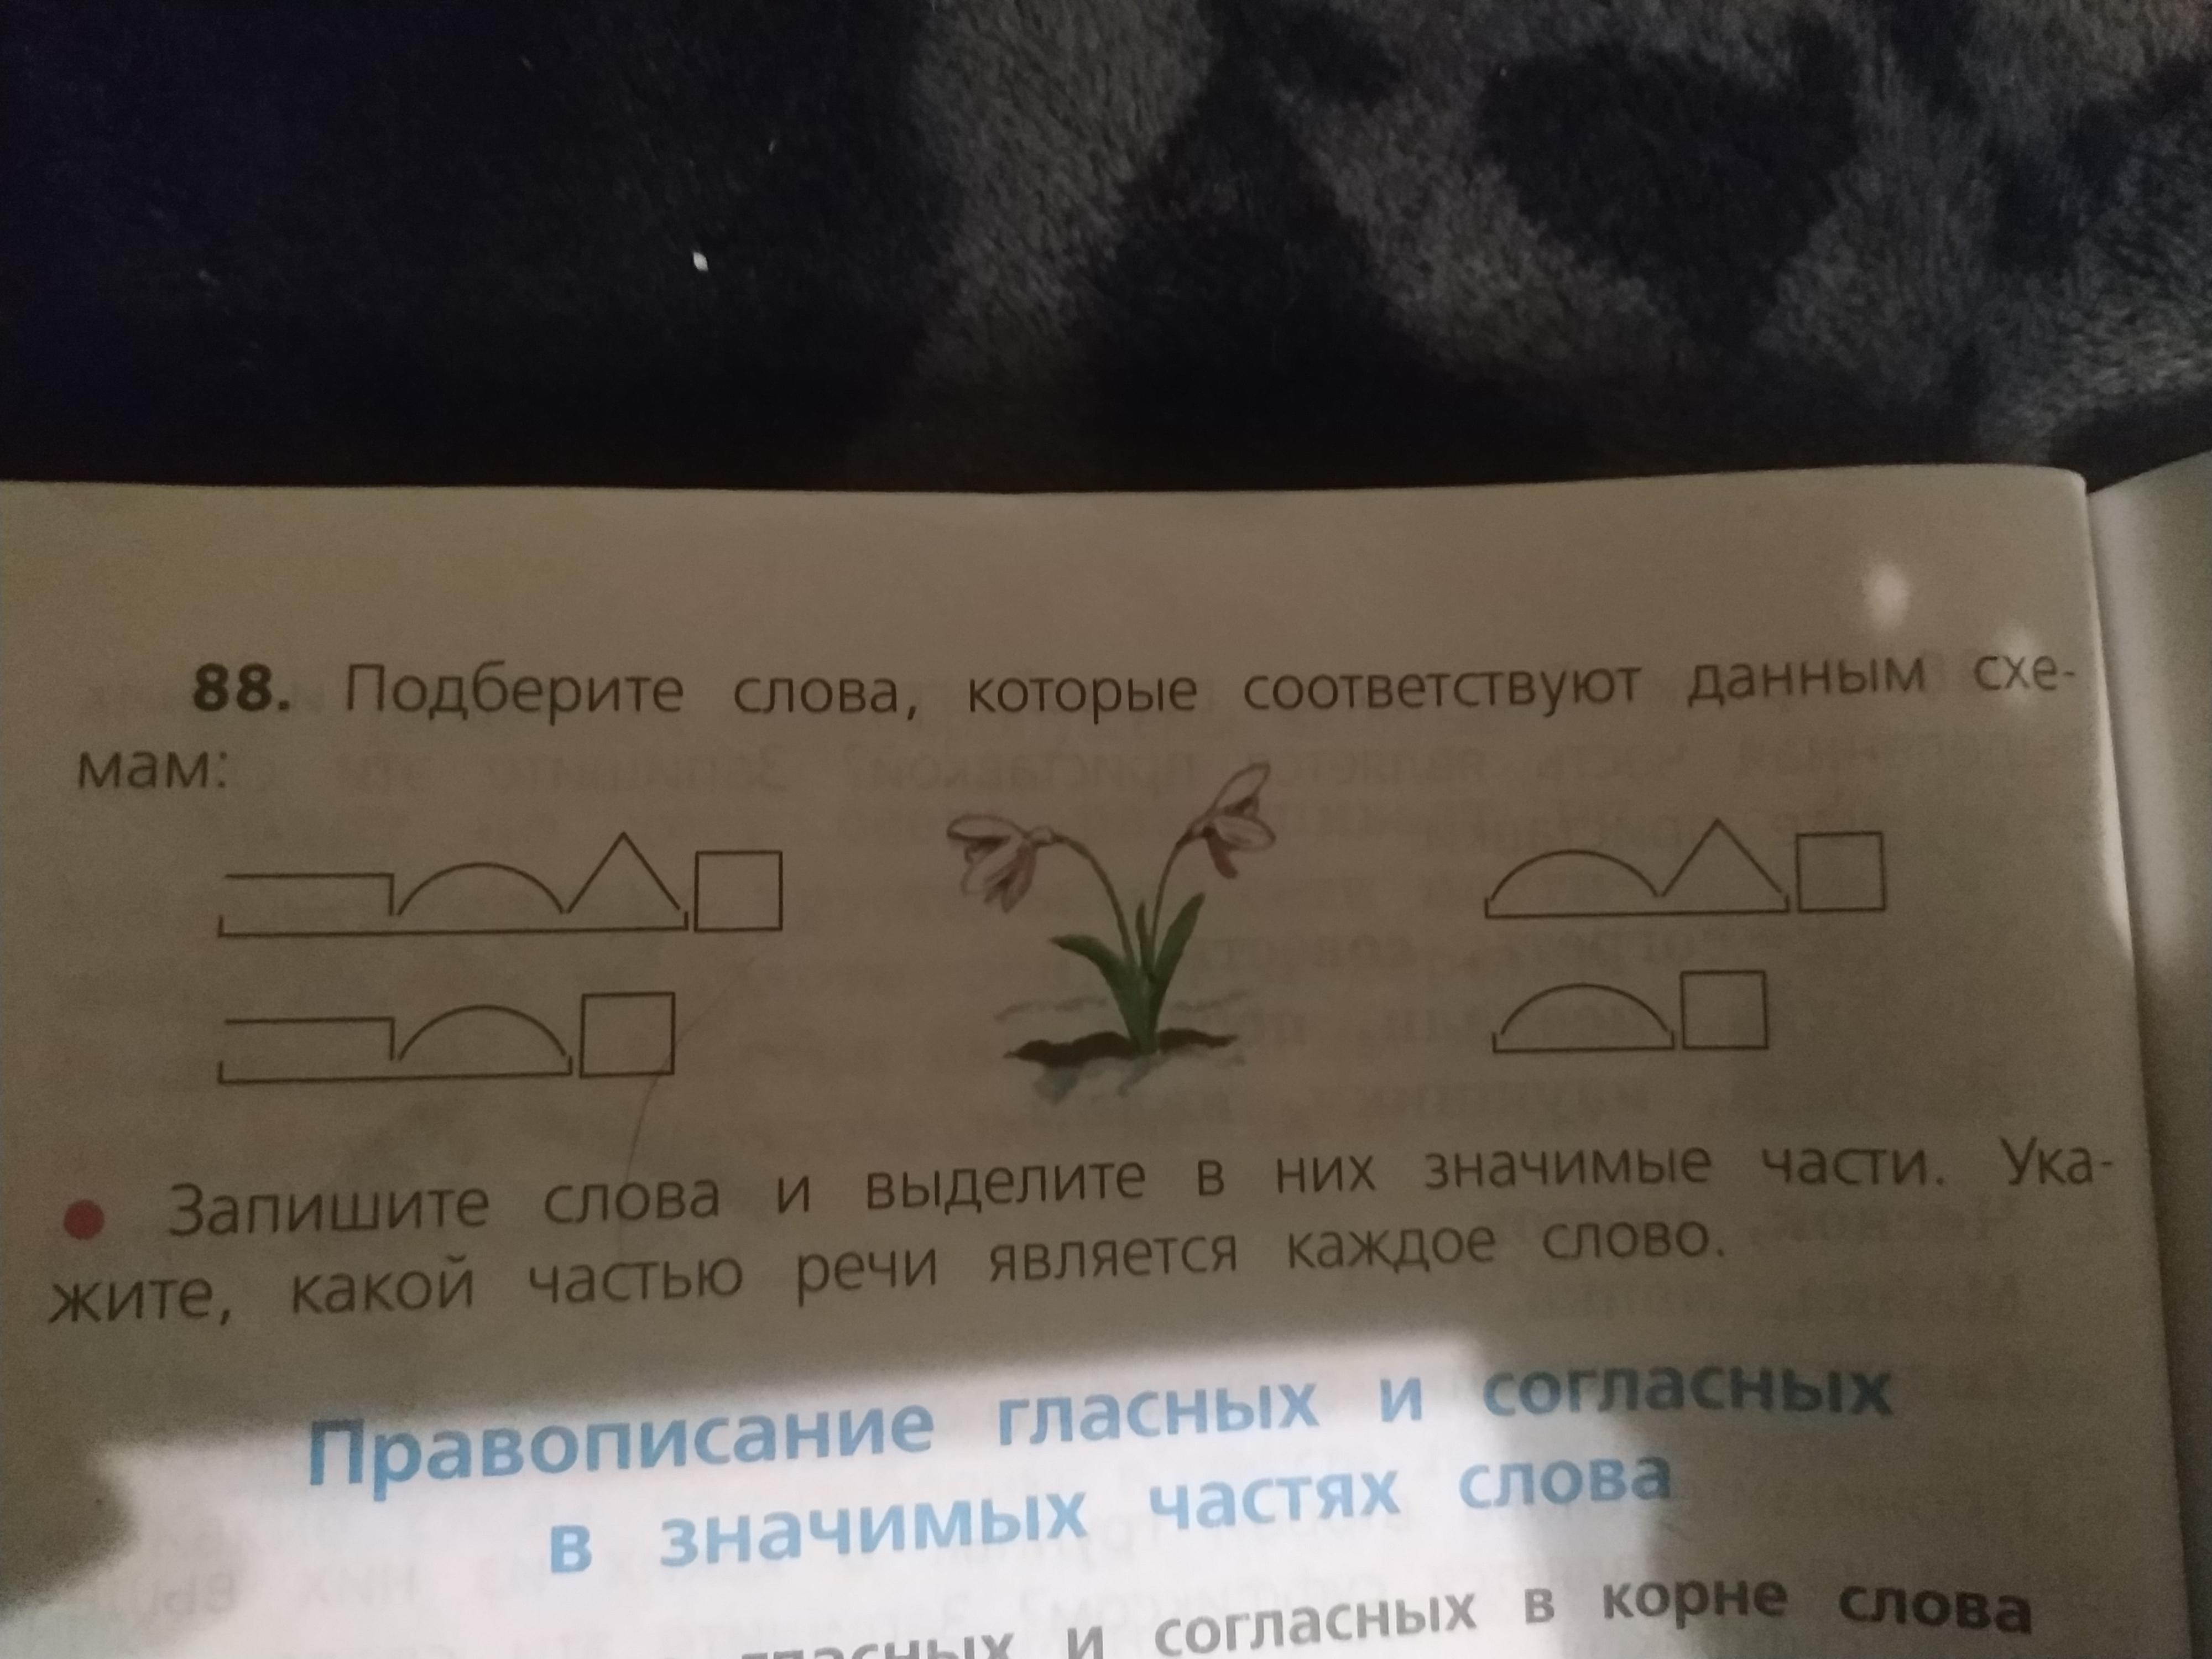 88. Подберите слова, которые соответствуют данным схе-
мам:
● Запишите слова и выделите в них значимые части. Ука-
жите, какой частью речи является каждое слово.
Правописание гласных и согласных
в значимых частях слова
гласных и согласных в корне слова